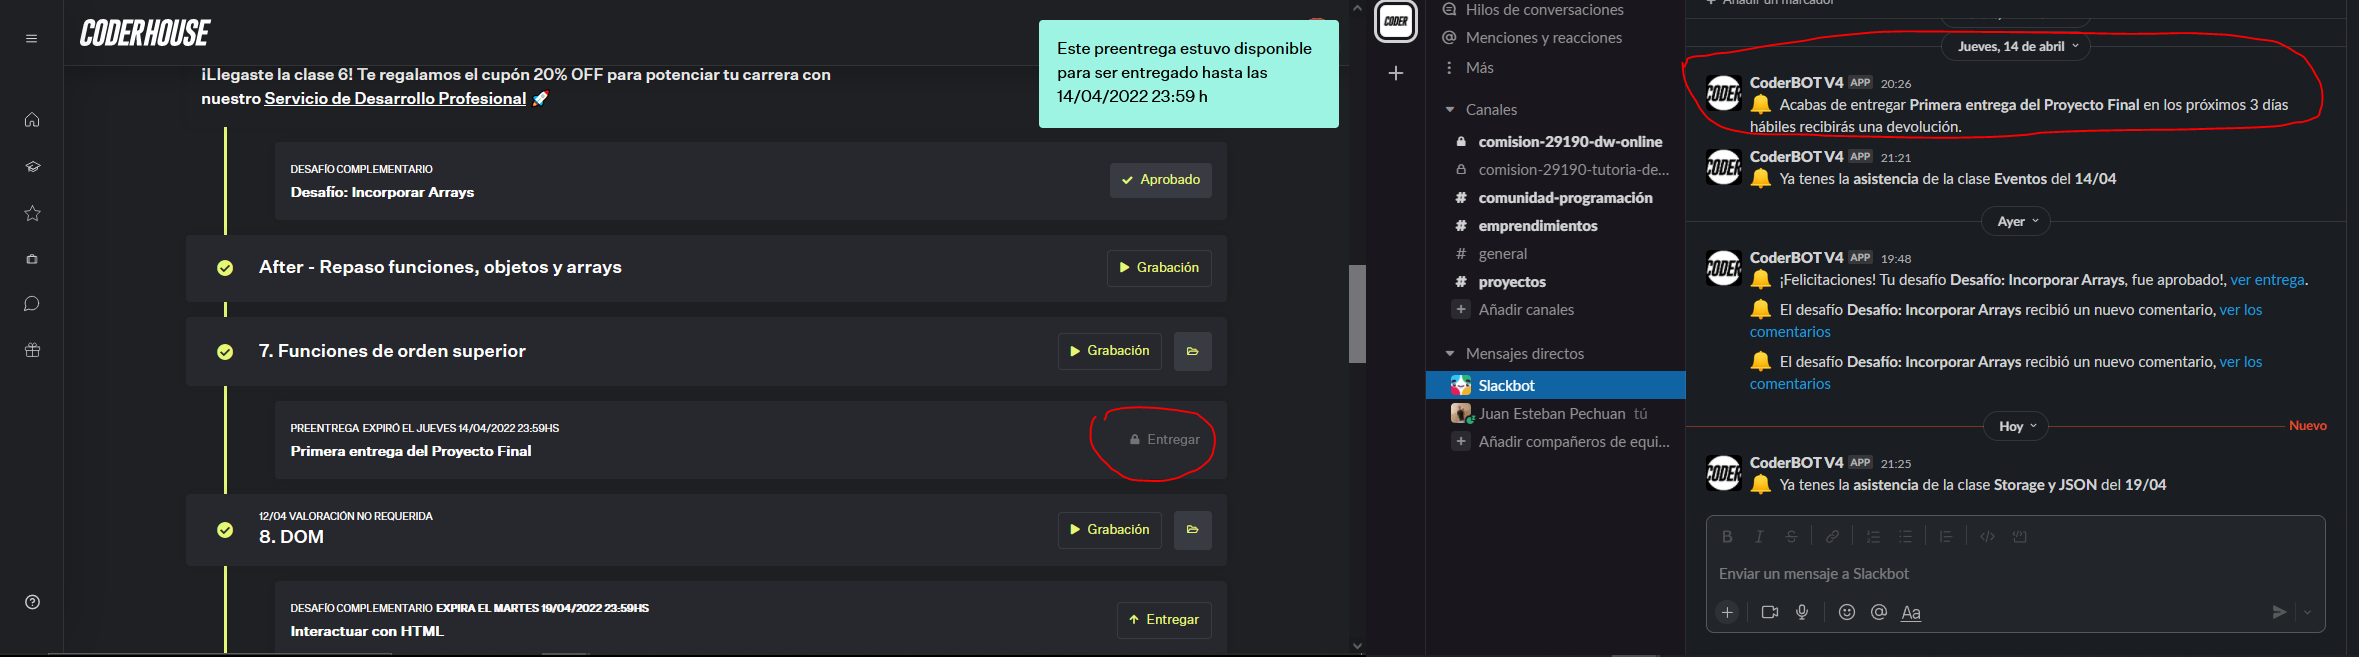 CODERHOUSE
¡Llegaste la clase 6! Te regalamos el cupón 20% OFF para potenciar tu carrera con
nuestro Servicio de Desarrollo Profesional 🚀
Este preentrega estuvo disponible
para ser entregado hasta las
14/04/2022 23:59 h
DESAFÍO COMPLEMENTARIO
Desafío: Incorporar Arrays
Aprobado
After - Repaso funciones, objetos y arrays
Grabación
7. Funciones de orden superior
Grabación
PREENTREGA EXPIRÓ EL JUEVES 14/04/2022 23:59HS
Primera entrega del Proyecto Final
Entregar
12/04 VALORACIÓN NO REQUERIDA
8. DOM
Grabación
DESAFÍO COMPLEMENTARIO EXPIRA EL MARTES 19/04/2022 23:59HS
Interactuar con HTML
Entregar
CODER
Hilos de conversaciones
Menciones y reacciones
Más
Canales
comision-29190-dw-online
comision-29190-tutoria-de...
# comunidad-programación
# emprendimientos
# general
# proyectos
+ Añadir canales
Mensajes directos
Slackbot
Juan Esteban Pechuan tú
+ Añadir compañeros de equi...
+ Añadir un marcador
Jueves, 14 de abril
CODER
CoderBOT V4 APP 20:26
🔔 Acabas de entregar Primera entrega del Proyecto Final en los próximos 3 días
hábiles recibirás una devolución.
CODER
CoderBOT V4 APP 21:21
🔔 Ya tenes la asistencia de la clase Eventos del 14/04
Ayer
CODER
CoderBOT V4 APP 19:48
🔔 ¡Felicitaciones! Tu desafío Desafío: Incorporar Arrays, fue aprobado!, ver entrega.
🔔 El desafío Desafío: Incorporar Arrays recibió un nuevo comentario, ver los
comentarios
🔔 El desafío Desafío: Incorporar Arrays recibió un nuevo comentario, ver los
comentarios
Hoy
Nuevo
CODER
CoderBOT V4 APP 21:25
🔔 Ya tenes la asistencia de la clase Storage y JSON del 19/04
B I S
Enviar un mensaje a Slackbot
Aa